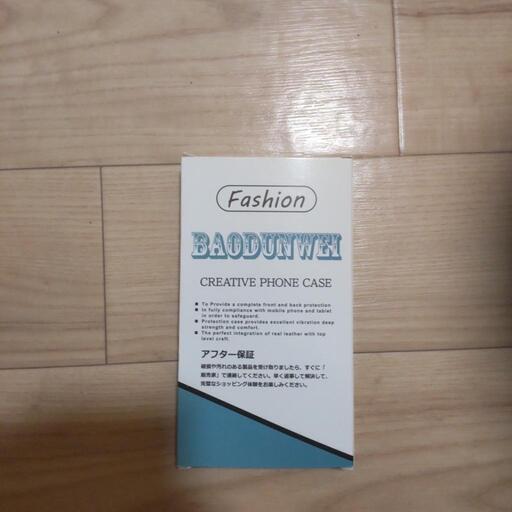 Fashion
BAODUNWEI
CREATIVE PHONE CASE
■ To Provide a complete front and back protection
■ In fully compliance with mobile phone and tablet
in order to safeguard.
■ Protection case provides excellent vibration deep
strength and comfort.
■ The perfect integration of real leather with top
level craft.
アフター保証
破損や汚れのある製品を受け取りましたら、すぐに「
販売家」で連絡してください。早く返事して解決して、
完璧なショッピング体験をお楽しみください。